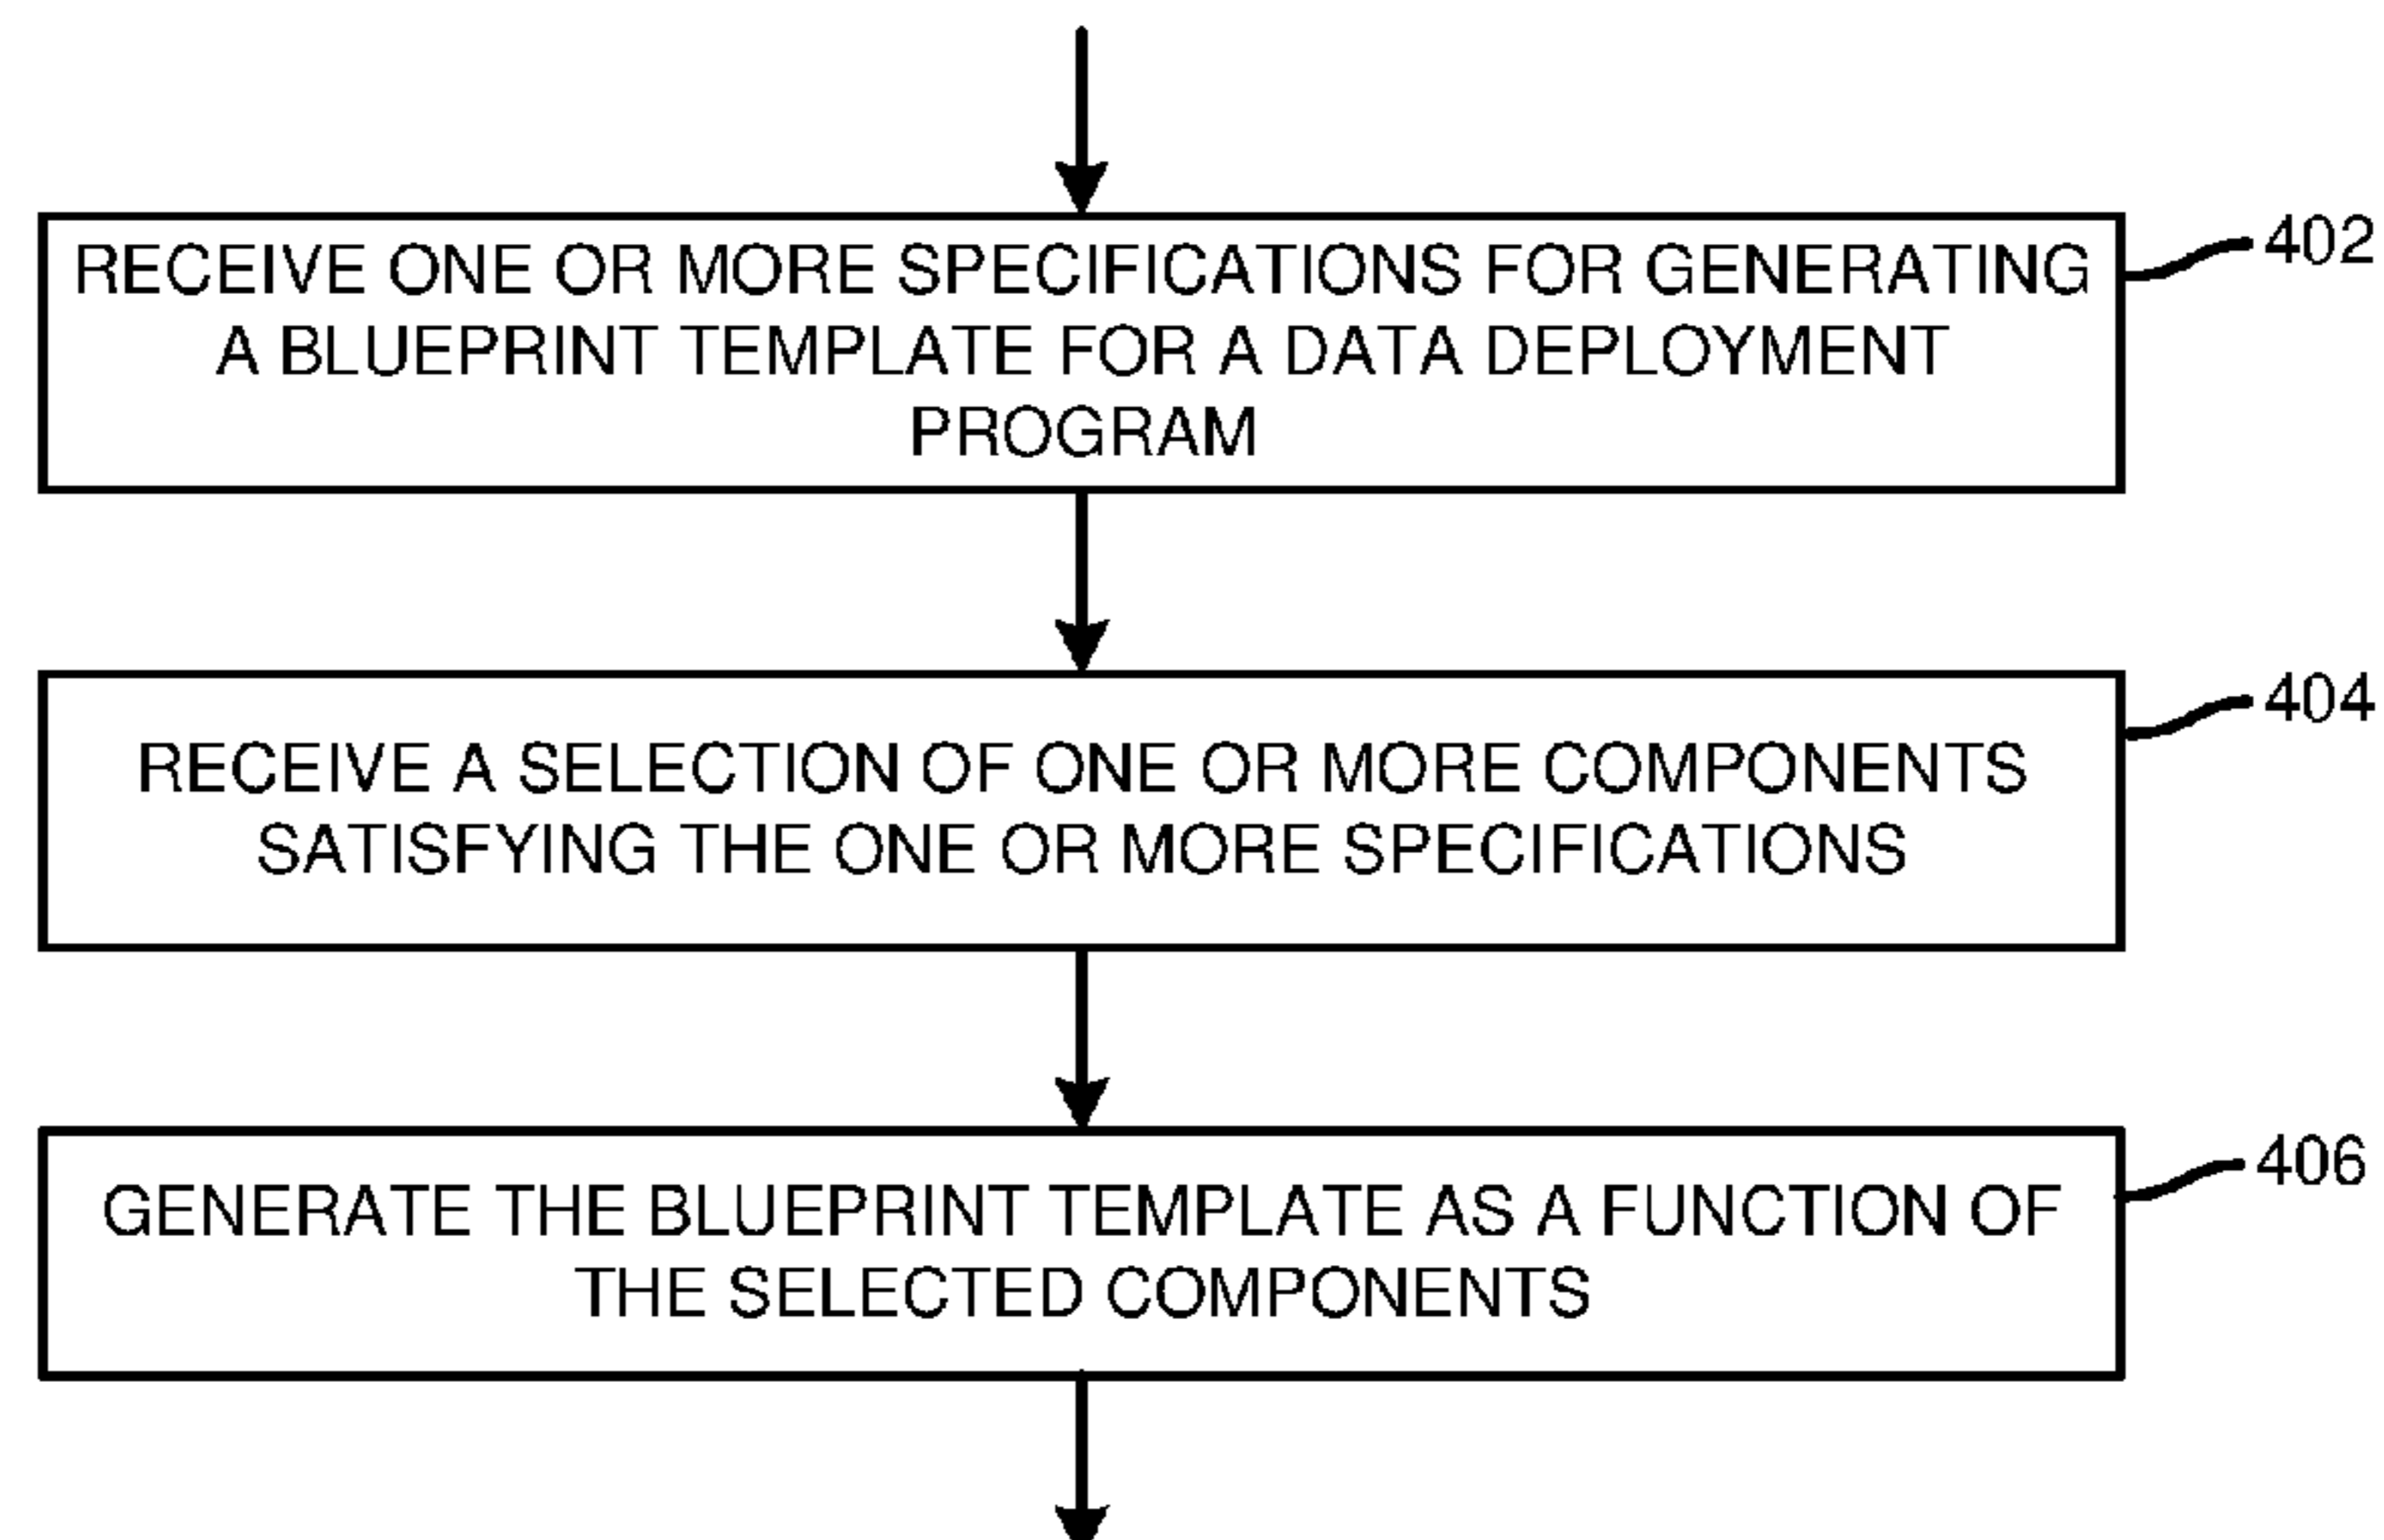 RECEIVE ONE OR MORE SPECIFICATIONS FOR GENERATING
A BLUEPRINT TEMPLATE FOR A DATA DEPLOYMENT
PROGRAM
402
RECEIVE A SELECTION OF ONE OR MORE COMPONENTS
SATISFYING THE ONE OR MORE SPECIFICATIONS
404
GENERATE THE BLUEPRINT TEMPLATE AS A FUNCTION OF
THE SELECTED COMPONENTS
406